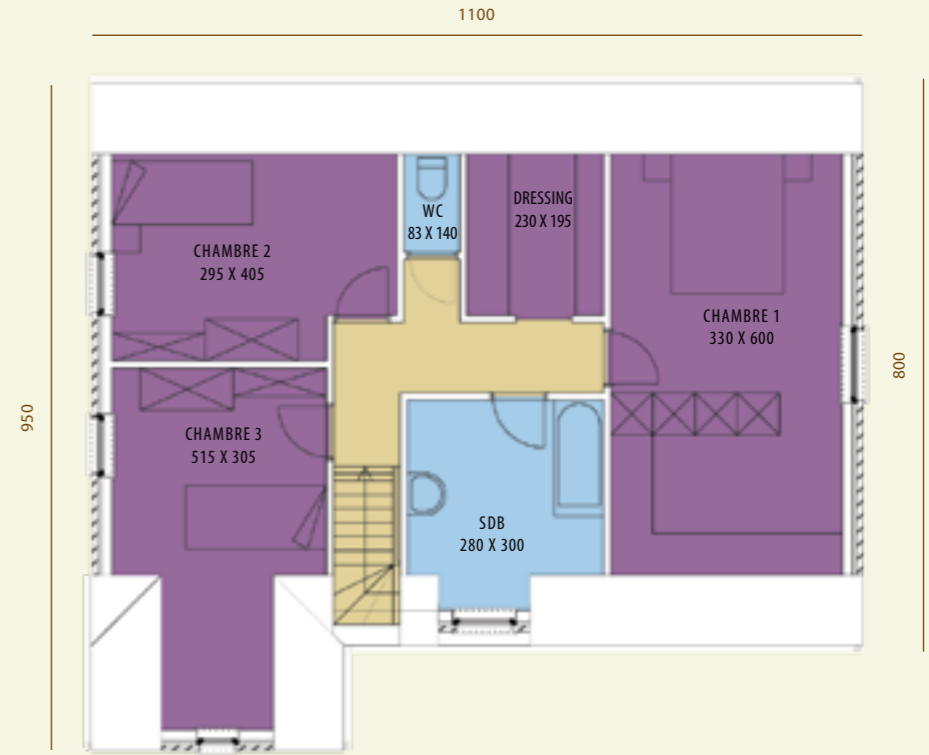 1100
DRESSING
230 X 195
WC
83 X 140
CHAMBRE 2
295 X 405
CHAMBRE 1
330 X 600
800
950
CHAMBRE 3
515 X 305
SDB
280 X 300